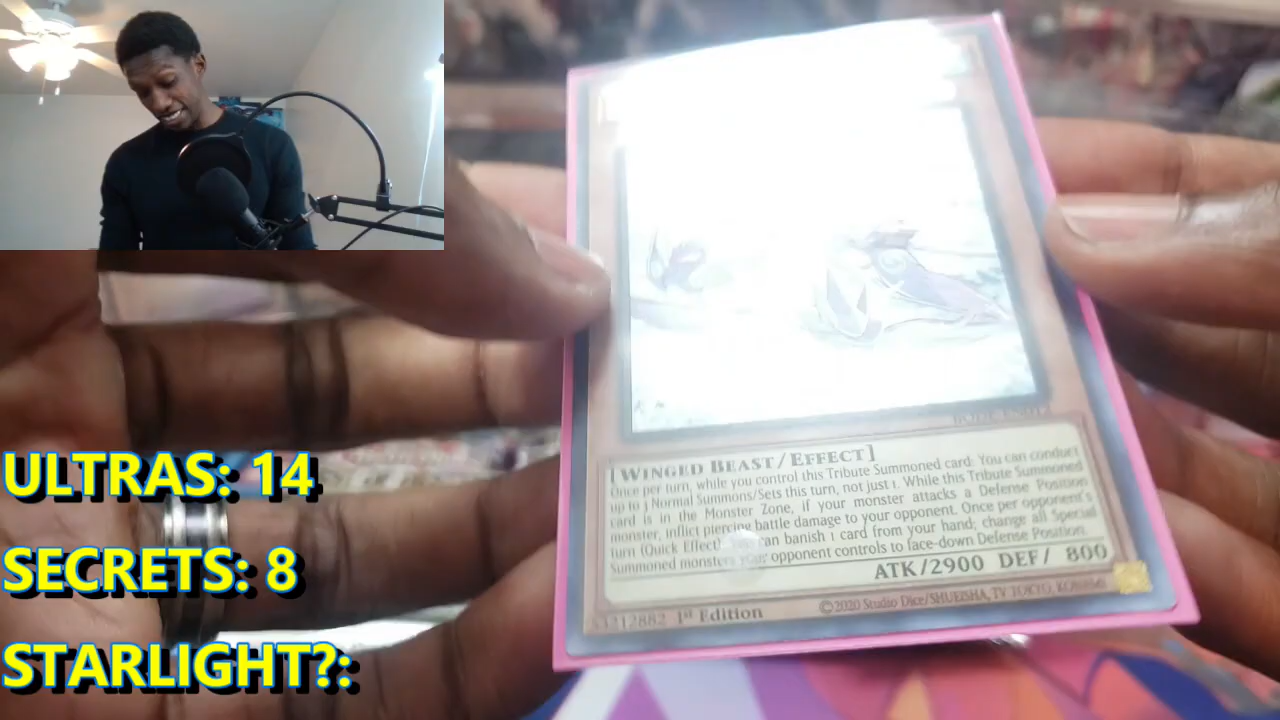 ULTRAS: 14
SECRETS: 8
STARLIGHT?:
[WINGED BEAST/EFFECT]
Once per turn, while you control this Tribute Summoned card: You can conduct
up to 3 Normal Summons/Sets this turn, not just 1. While this Tribute Summoned
card is in the Monster Zone, if your monster attacks a Defense Position
monster, inflict piercing battle damage to your opponent. Once per opponent's
turn (Quick Effect): You can banish 1 card from your hand; change all Special
Summoned monsters your opponent controls to face-down Defense Position.
ATK/2900 DEF/ 800
1st Edition
©2020 Studio Dice/SHUEISHA, TV TOKYO, KONAMI